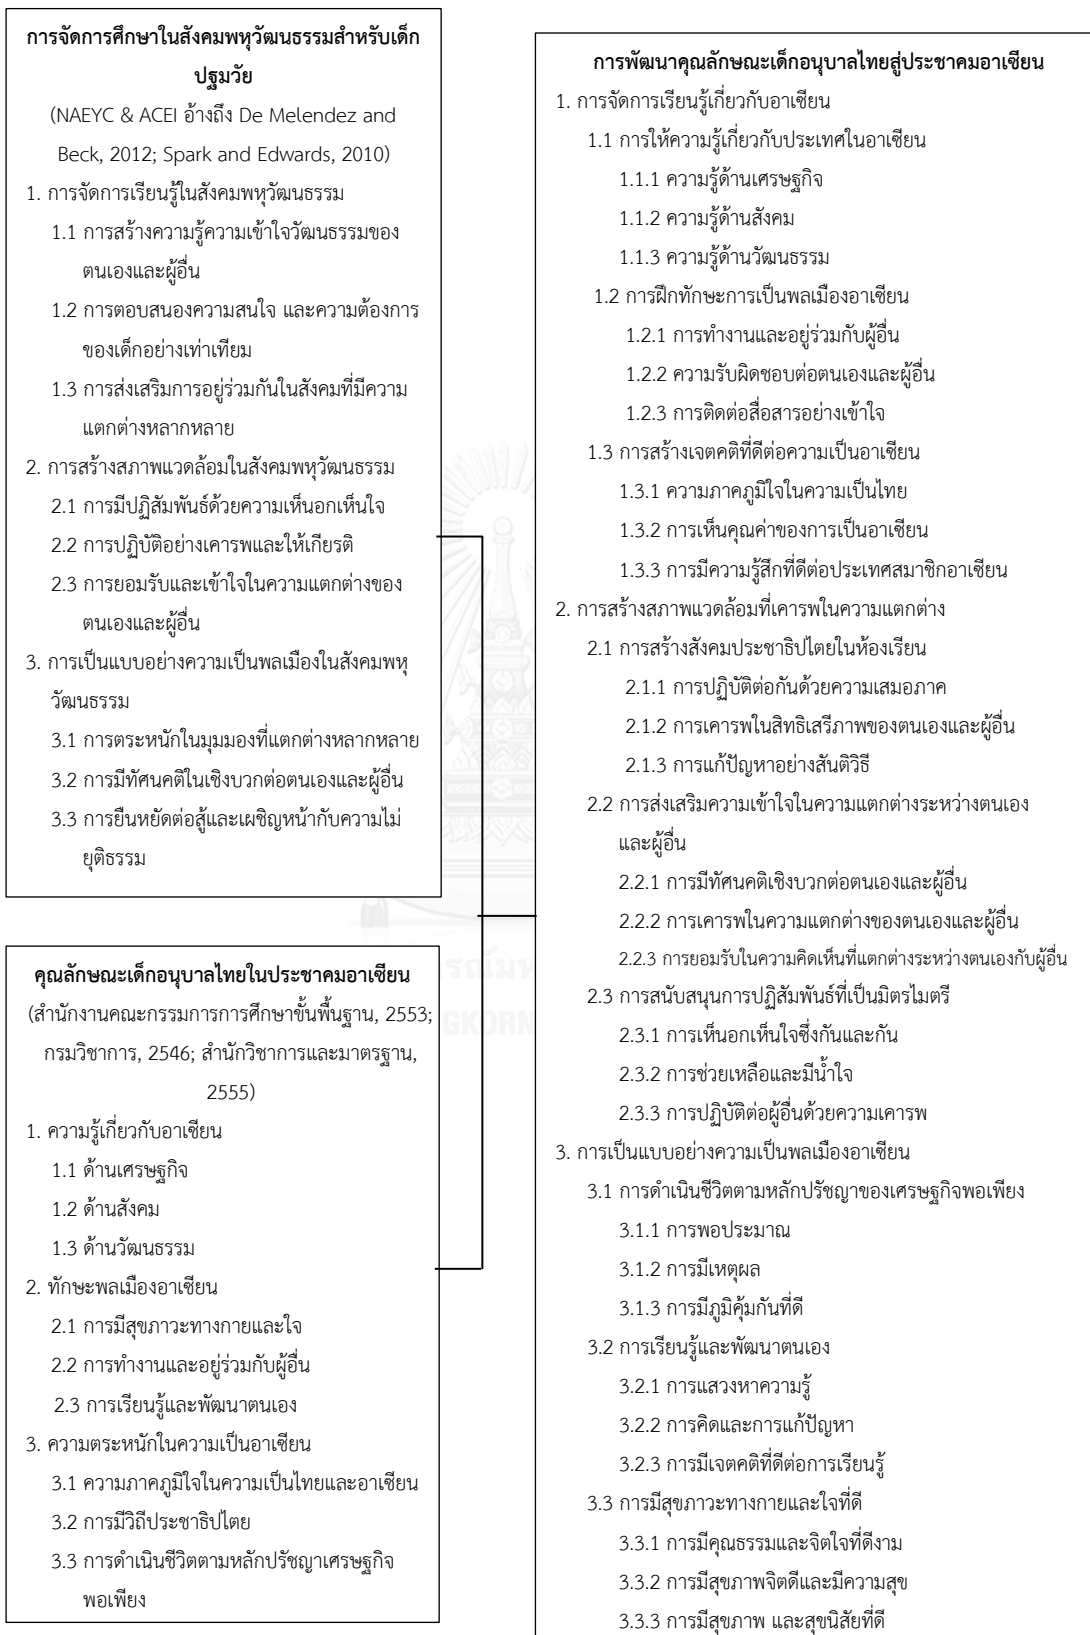 การจัดการศึกษาในสังคมพหุวัฒนธรรมสำหรับเด็ก
ปฐมวัย
(NAEYC & ACEI อ้างถึง De Melendez and
Beck, 2012; Spark and Edwards, 2010)
1. การจัดการเรียนรู้ในสังคมพหุวัฒนธรรม
1.1 การสร้างความรู้ความเข้าใจวัฒนธรรมของ
ตนเองและผู้อื่น
1.2 การตอบสนองความสนใจ และความต้องการ
ของเด็กอย่างเท่าเทียม
1.3 การส่งเสริมการอยู่ร่วมกันในสังคมที่มีความ
แตกต่างหลากหลาย
2. การสร้างสภาพแวดล้อมในสังคมพหุวัฒนธรรม
2.1 การมีปฏิสัมพันธ์ด้วยความเห็นอกเห็นใจ
2.2 การปฏิบัติอย่างเคารพและให้เกียรติ
2.3 การยอมรับและเข้าใจในความแตกต่างของ
ตนเองและผู้อื่น
3. การเป็นแบบอย่างความเป็นพลเมืองในสังคมพหุ
วัฒนธรรม
3.1 การตระหนักในมุมมองที่แตกต่างหลากหลาย
3.2 การมีทัศนคติในเชิงบวกต่อตนเองและผู้อื่น
3.3 การยืนหยัดต่อสู้และเผชิญหน้ากับความไม่
ยุติธรรม
คุณลักษณะเด็กอนุบาลไทยในประชาคมอาเซียน
(สำนักงานคณะกรรมการการศึกษาขั้นพื้นฐาน, 2553;
กรมวิชาการ, 2546; สำนักวิชาการและมาตรฐาน,
2555)
1. ความรู้เกี่ยวกับอาเซียน
1.1 ด้านเศรษฐกิจ
1.2 ด้านสังคม
1.3 ด้านวัฒนธรรม
2. ทักษะพลเมืองอาเซียน
2.1 การมีสุขภาวะทางกายและใจ
2.2 การทำงานและอยู่ร่วมกับผู้อื่น
2.3 การเรียนรู้และพัฒนาตนเอง
3. ความตระหนักในความเป็นอาเซียน
3.1 ความภาคภูมิใจในความเป็นไทยและอาเซียน
3.2 การมีวิถีประชาธิปไตย
3.3 การดำเนินชีวิตตามหลักปรัชญาเศรษฐกิจ
พอเพียง
การพัฒนาคุณลักษณะเด็กอนุบาลไทยสู่ประชาคมอาเซียน
1. การจัดการเรียนรู้เกี่ยวกับอาเซียน
1.1 การให้ความรู้เกี่ยวกับประเทศในอาเซียน
1.1.1 ความรู้ด้านเศรษฐกิจ
1.1.2 ความรู้ด้านสังคม
1.1.3 ความรู้ด้านวัฒนธรรม
1.2 การฝึกทักษะการเป็นพลเมืองอาเซียน
1.2.1 การทำงานและอยู่ร่วมกับผู้อื่น
1.2.2 ความรับผิดชอบต่อตนเองและผู้อื่น
1.2.3 การติดต่อสื่อสารอย่างเข้าใจ
1.3 การสร้างเจตคติที่ดีต่อความเป็นอาเซียน
1.3.1 ความภาคภูมิใจในความเป็นไทย
1.3.2 การเห็นคุณค่าของการเป็นอาเซียน
1.3.3 การมีความรู้สึกที่ดีต่อประเทศสมาชิกอาเซียน
2. การสร้างสภาพแวดล้อมที่เคารพในความแตกต่าง
2.1 การสร้างสังคมประชาธิปไตยในห้องเรียน
2.1.1 การปฏิบัติต่อกันด้วยความเสมอภาค
2.1.2 การเคารพในสิทธิเสรีภาพของตนเองและผู้อื่น
2.1.3 การแก้ปัญหาอย่างสันติวิธี
2.2 การส่งเสริมความเข้าใจในความแตกต่างระหว่างตนเอง
และผู้อื่น
2.2.1 การมีทัศนคติเชิงบวกต่อตนเองและผู้อื่น
2.2.2 การเคารพในความแตกต่างของตนเองและผู้อื่น
2.2.3 การยอมรับในความคิดเห็นที่แตกต่างระหว่างตนเองกับผู้อื่น
2.3 การสนับสนุนการปฏิสัมพันธ์ที่เป็นมิตรไมตรี
2.3.1 การเห็นอกเห็นใจซึ่งกันและกัน
2.3.2 การช่วยเหลือและมีน้ำใจ
2.3.3 การปฏิบัติต่อผู้อื่นด้วยความเคารพ
3. การเป็นแบบอย่างความเป็นพลเมืองอาเซียน
3.1 การดำเนินชีวิตตามหลักปรัชญาของเศรษฐกิจพอเพียง
3.1.1 การพอประมาณ
3.1.2 การมีเหตุผล
3.1.3 การมีภูมิคุ้มกันที่ดี
3.2 การเรียนรู้และพัฒนาตนเอง
3.2.1 การแสวงหาความรู้
3.2.2 การคิดและการแก้ปัญหา
3.2.3 การมีเจตคติที่ดีต่อการเรียนรู้
3.3 การมีสุขภาวะทางกายและใจที่ดี
3.3.1 การมีคุณธรรมและจิตใจที่ดีงาม
3.3.2 การมีสุขภาพจิตดีและมีความสุข
3.3.3 การมีสุขภาพ และสุขนิสัยที่ดี